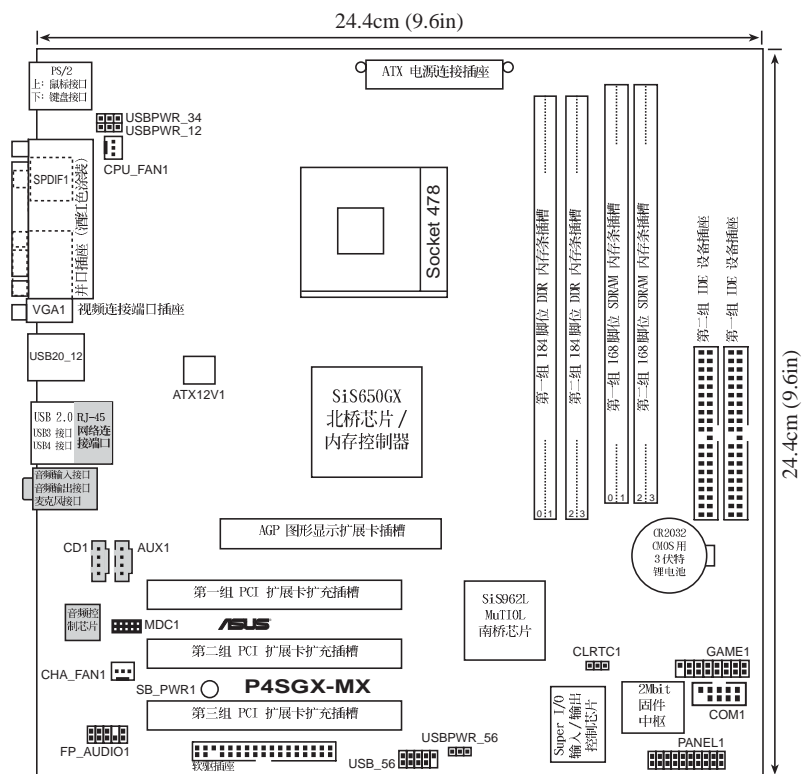 24.4cm (9.6in)
PS/2
上: 鼠标接口
下: 键盘接口
ATX 电源连接插座
USBPWR_34
USBPWR_12
CPU_FAN1
SPDIF1
并口插座 (酒红色涂装)
Socket 478
第一组 184 脚位 DDR 内存条插槽
第二组 184 脚位 DDR 内存条插槽
第一组 168 脚位 SDRAM 内存条插槽
第二组 168 脚位 SDRAM 内存条插槽
第二组 IDE 设备插座
第一组 IDE 设备插座
VGA1
视频连接端口插座
USB20_12
ATX12V1
SiS650GX
北桥芯片/
内存控制器
24.4cm (9.6in)
USB 2.0
USB3 接口
USB4 接口
RJ-45
网络连
接端口
音频输入接口
音频输出接口
麦克风接口
0 1
2 3
0 1
2 3
AGP 图形显示扩展卡插槽
CR2032
CMOS 用
3 伏特
锂电池
CD1
AUX1
第一组 PCI 扩展卡扩充插槽
SiS962L
MuTIOL
南桥芯片
音频控
制芯片
MDC1
ASUS
第二组 PCI 扩展卡扩充插槽
CLRTC1
GAME1
CHA_FAN1
SB_PWR1
P4SGX-MX
Super I/O
输入/输出
控制芯片
2Mbit
固件
中枢
COM1
第三组 PCI 扩展卡扩充插槽
FP_AUDIO1
软驱插座
USB_56
USBPWR_56
PANEL1